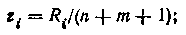 z_i = R_i/(n + m + 1);